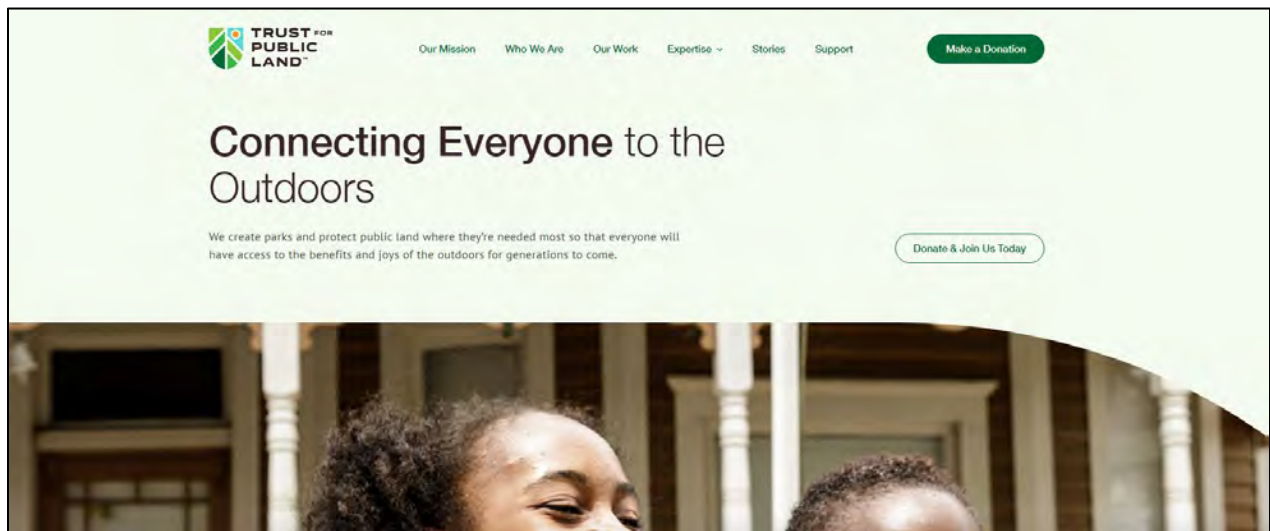 TRUST FOR
PUBLIC
LAND™
Our Mission Who We Are Our Work Expertise Stories Support Make a Donation
Connecting Everyone to the
Outdoors
We create parks and protect public land where they're needed most so that everyone will
have access to the benefits and joys of the outdoors for generations to come.
Donate & Join Us Today